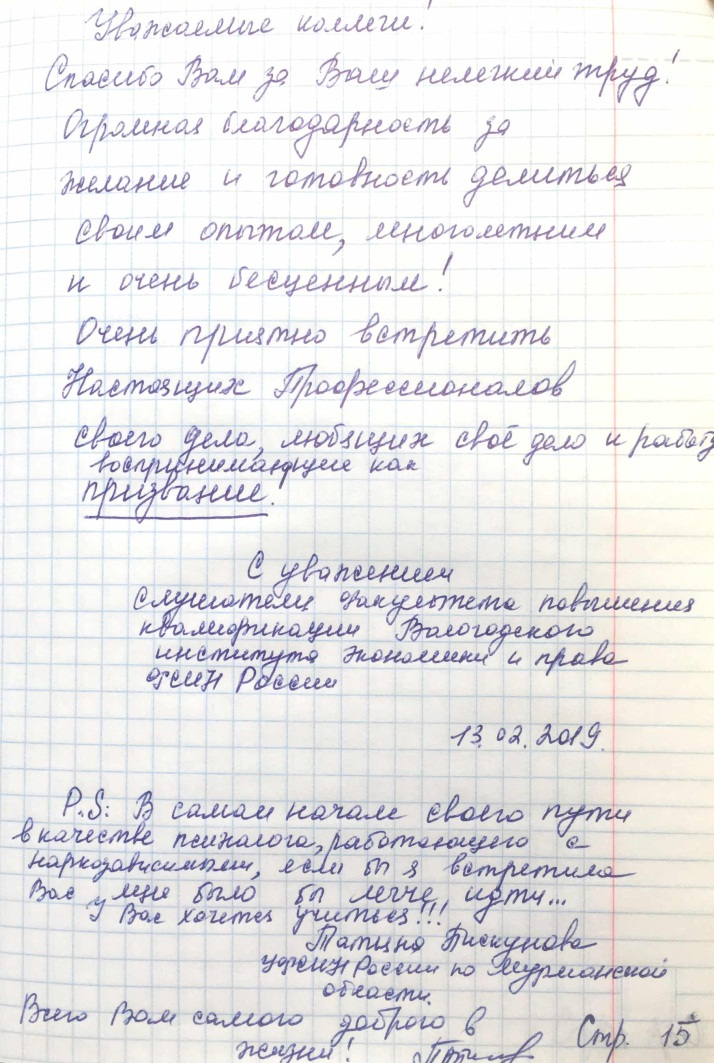 Уважаемые коллеги!
Спасибо Вам за Ваш нелегкий труд!
Огромная благодарность за
желание и готовность делиться
своим опытом, многолетним
и очень бесценным!
Очень приятно встретить
Настоящих Профессионалов
своего дела, любящих своё дело и работу
воспринимающие как
призвание!
С уважением
слушатели факультета повышения
квалификации Вологодского
института экономики и права
ФСИН России
13.02.2019.
P.S: В самом начале своего пути
в качестве психолога, работающего с
наркозависимыми, если бы я встретила
Вас мне было бы легче идти...
У Вас хочется учиться!!!
Татьяна Пискунова
УФСИН России по Мурманской
области.
Всего Вам самого доброго в
жизни!
Стр. 15